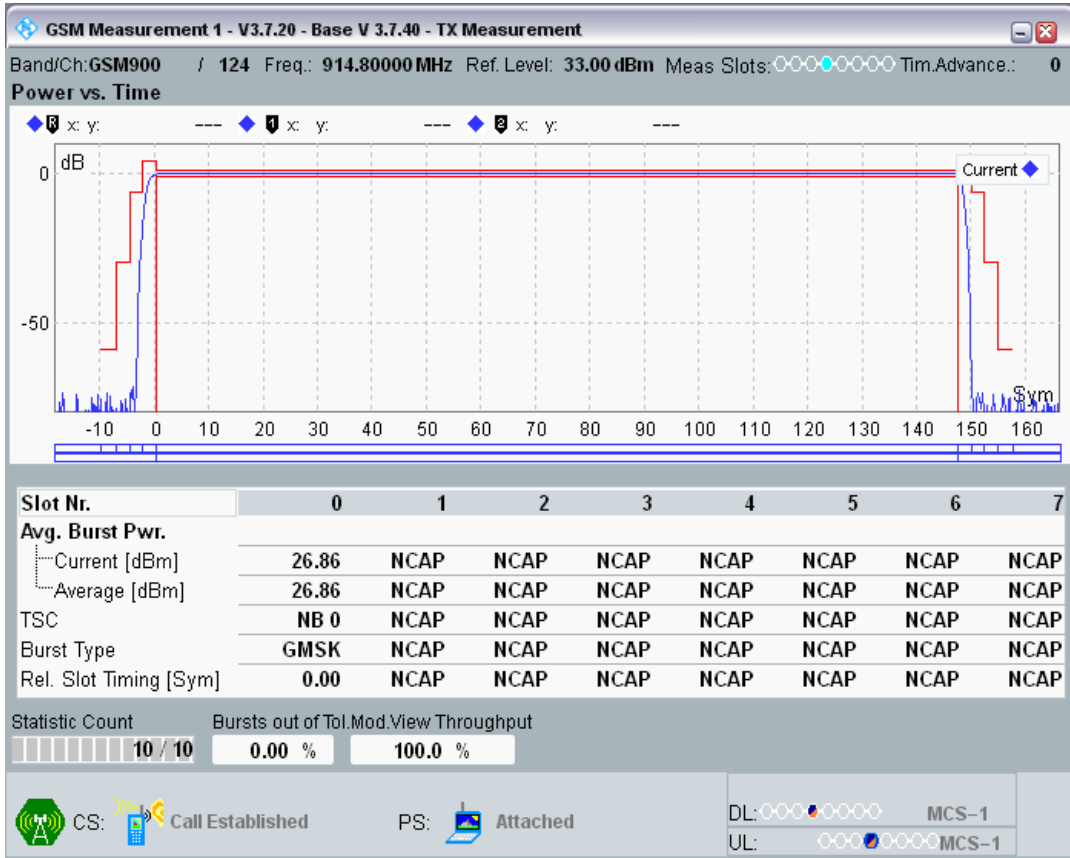 GSM Measurement 1 - V3.7.20 - Base V 3.7.40 - TX Measurement
Band/Ch:GSM900 / 124 Freq.: 914.80000 MHz Ref. Level: 33.00 dBm Meas Slots: Tim.Advance.: 0
Power vs. Time
R x: y: --- 1 x: y: --- 2 x: y: ---
dB
Current
0
-50
Sym
-10 0 10 20 30 40 50 60 70 80 90 100 110 120 130 140 150 160
Slot Nr. 0 1 2 3 4 5 6 7
Avg. Burst Pwr.
Current [dBm] 26.86 NCAP NCAP NCAP NCAP NCAP NCAP NCAP
Average [dBm] 26.86 NCAP NCAP NCAP NCAP NCAP NCAP NCAP
TSC NB 0 NCAP NCAP NCAP NCAP NCAP NCAP NCAP
Burst Type GMSK NCAP NCAP NCAP NCAP NCAP NCAP NCAP
Rel. Slot Timing [Sym] 0.00 NCAP NCAP NCAP NCAP NCAP NCAP NCAP
Statistic Count Bursts out of Tol.Mod.View Throughput
10 / 10 0.00 % 100.0 %
CS: Call Established PS: Attached
DL: MCS-1
UL: MCS-1